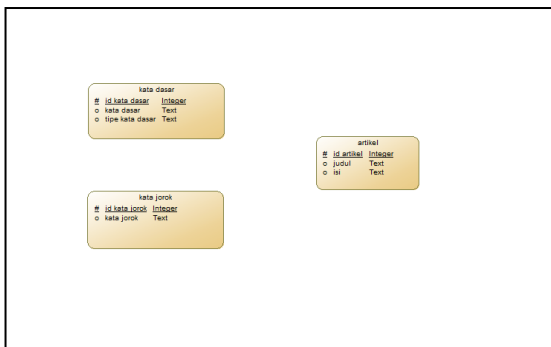 kata dasar
# id kata dasar Integer
o kata dasar Text
o tipe kata dasar Text
artikel
# id artikel Integer
o judul Text
o isi Text
kata jorok
# id kata jorok Integer
o kata jorok Text